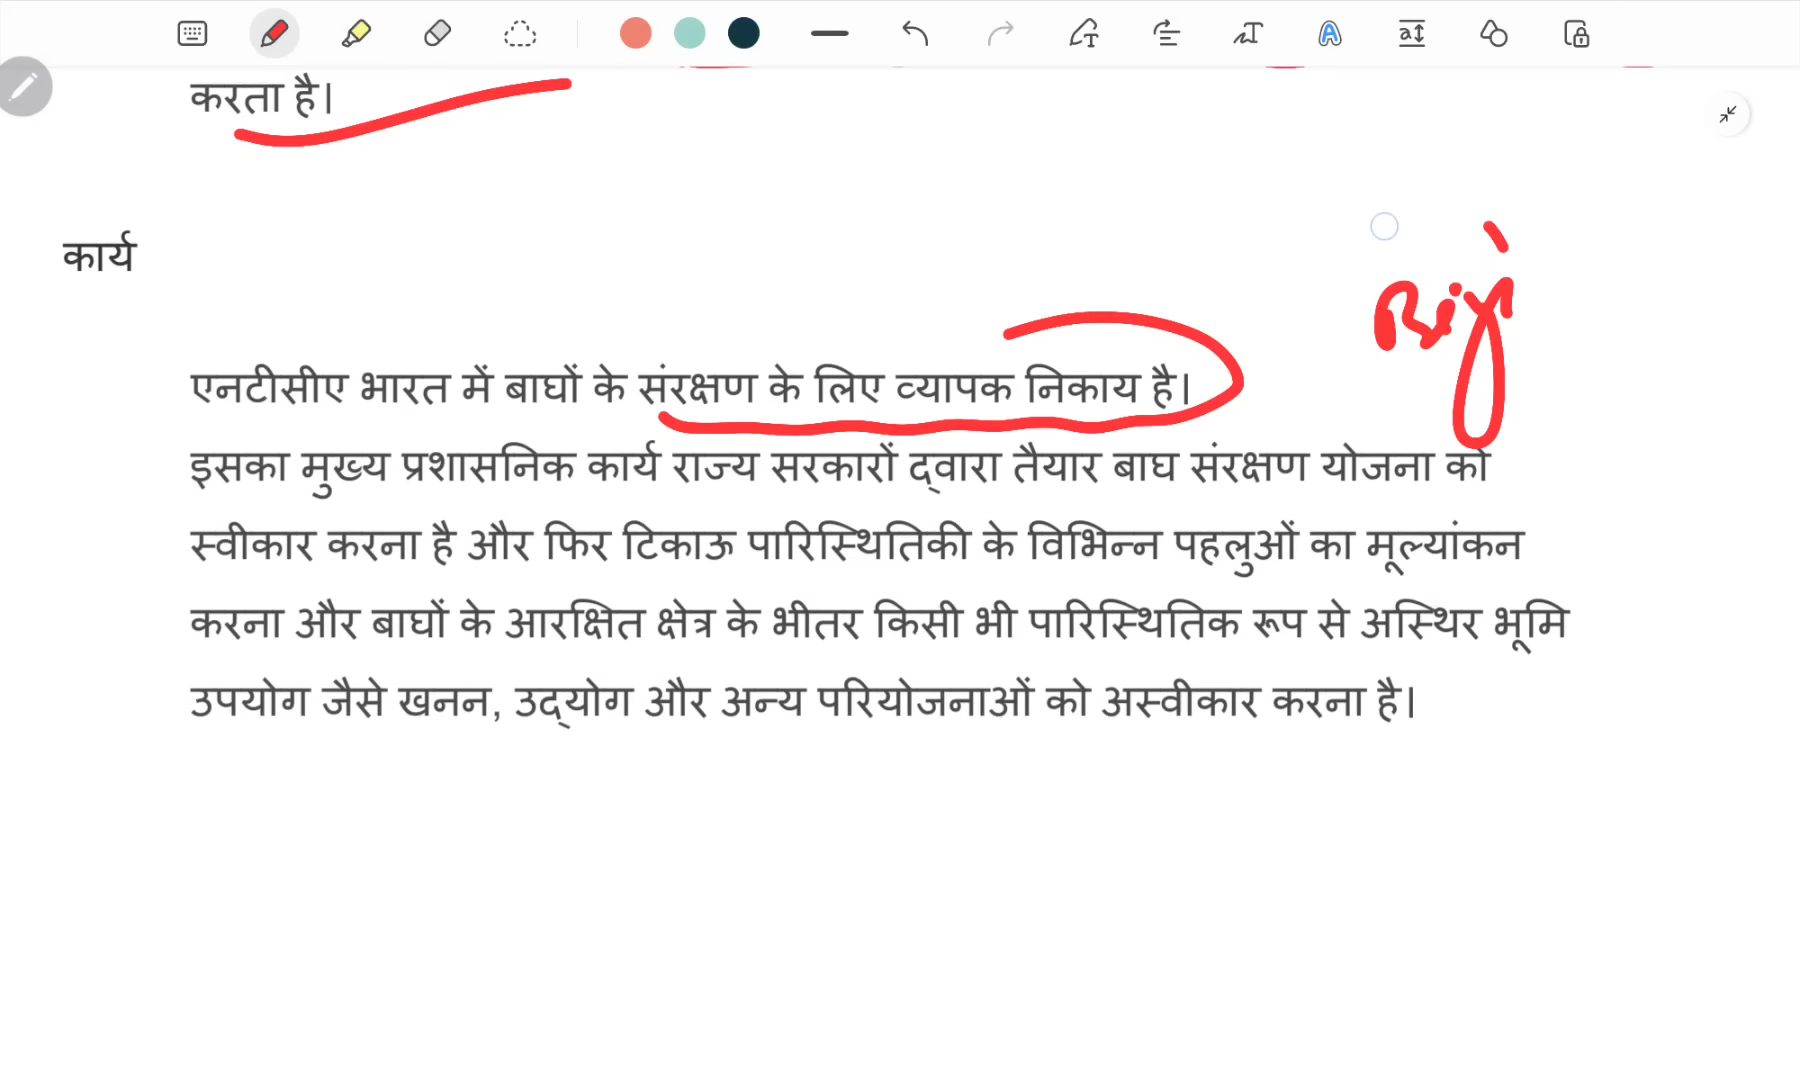 करता है।
कार्य
एनटीसीए भारत में बाघों के संरक्षण के लिए व्यापक निकाय है।
इसका मुख्य प्रशासनिक कार्य राज्य सरकारों द्वारा तैयार बाघ संरक्षण योजना को
स्वीकार करना है और फिर टिकाऊ पारिस्थितिकी के विभिन्न पहलुओं का मूल्यांकन
करना और बाघों के आरक्षित क्षेत्र के भीतर किसी भी पारिस्थितिक रूप से अस्थिर भूमि
उपयोग जैसे खनन, उद्योग और अन्य परियोजनाओं को अस्वीकार करना है।